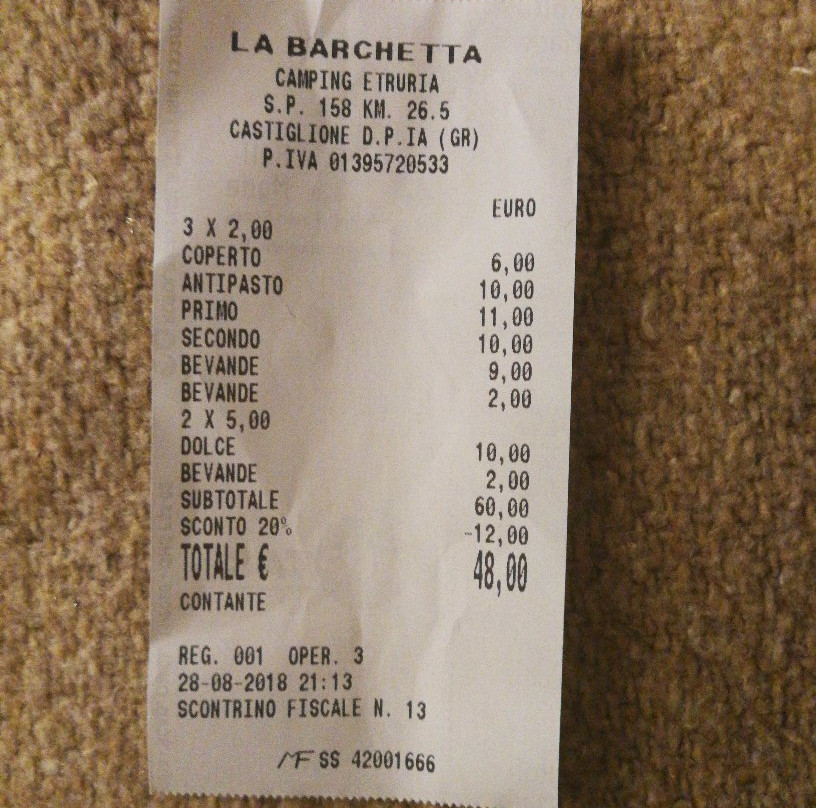 LA BARCHETTA
CAMPING ETRURIA
S.P. 158 KM. 26.5
CASTIGLIONE D.P.IA (GR)
P.IVA 01395720533
EURO
3 X 2,00
COPERTO 6,00
ANTIPASTO 10,00
PRIMO 11,00
SECONDO 10,00
BEVANDE 9,00
BEVANDE 2,00
2 X 5,00
DOLCE 10,00
BEVANDE 2,00
SUBTOTALE 60,00
SCONTO 20% -12,00
TOTALE € 48,00
CONTANTE
REG. 001 OPER. 3
28-08-2018 21:13
SCONTRINO FISCALE N. 13
MF SS 42001666